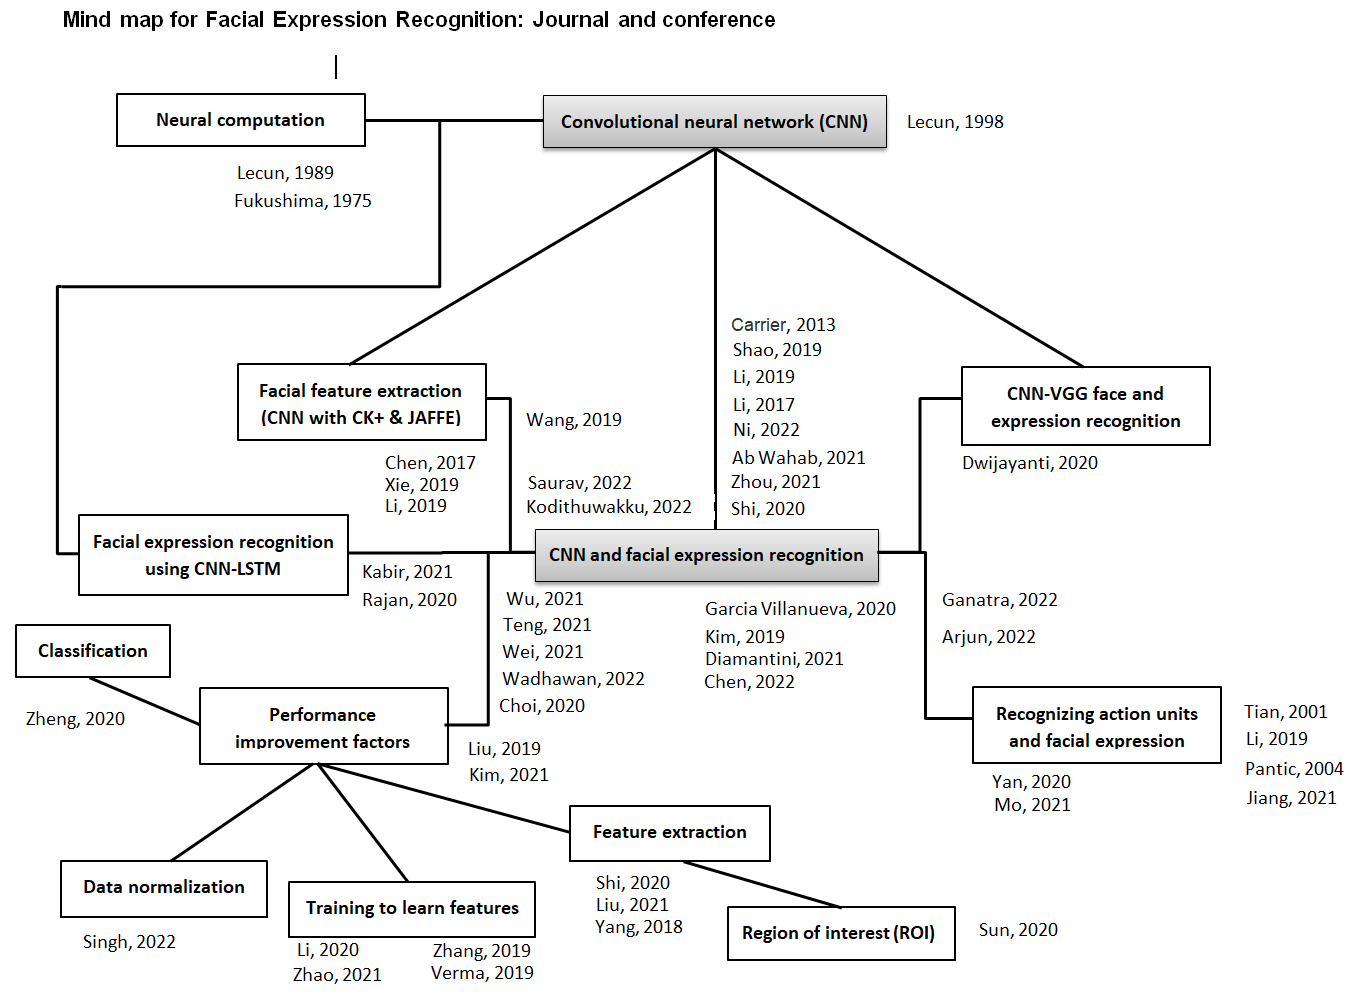 Mind map for Facial Expression Recognition: Journal and conference
Neural computation
Convolutional neural network (CNN)
Lecun, 1998
Lecun, 1989
Fukushima, 1975
Carrier, 2013
Shao, 2019
Li, 2019
Li, 2017
Ni, 2022
Ab Wahab, 2021
Zhou, 2021
Shi, 2020
Facial feature extraction
(CNN with CK+ & JAFFE)
Wang, 2019
Chen, 2017
Xie, 2019
Li, 2019
Saurav, 2022
Kodithuwakku, 2022
CNN-VGG face and
expression recognition
Dwijayanti, 2020
Facial expression recognition
using CNN-LSTM
Kabir, 2021
Rajan, 2020
CNN and facial expression recognition
Wu, 2021
Teng, 2021
Wei, 2021
Wadhawan, 2022
Choi, 2020
Garcia Villanueva, 2020
Kim, 2019
Diamantini, 2021
Chen, 2022
Ganatra, 2022
Arjun, 2022
Classification
Zheng, 2020
Performance
improvement factors
Liu, 2019
Kim, 2021
Recognizing action units
and facial expression
Yan, 2020
Mo, 2021
Tian, 2001
Li, 2019
Pantic, 2004
Jiang, 2021
Feature extraction
Shi, 2020
Liu, 2021
Yang, 2018
Data normalization
Singh, 2022
Training to learn features
Li, 2020
Zhao, 2021
Zhang, 2019
Verma, 2019
Region of interest (ROI)
Sun, 2020